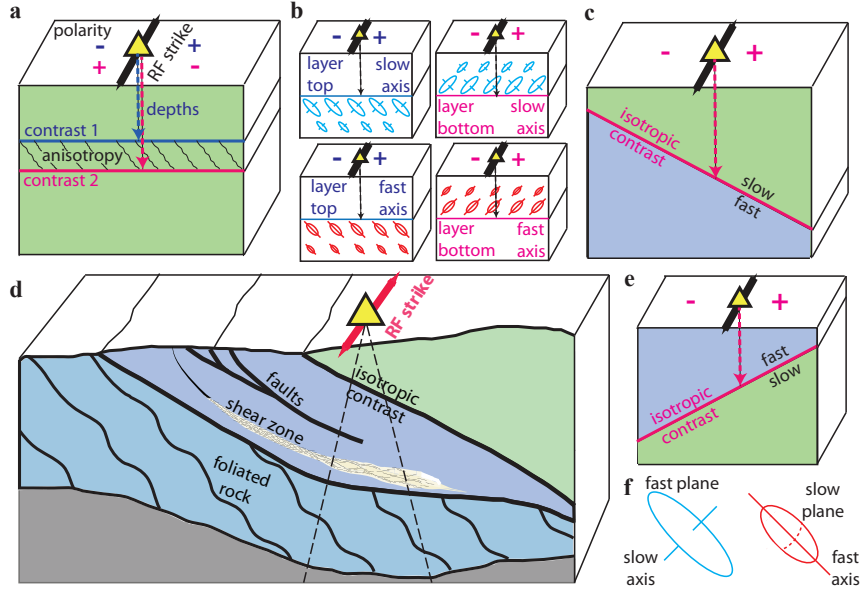 a
polarity
- +
+ -
RF strike
depths
contrast 1
anisotropy
contrast 2
b
- +
layer slow
top axis
- +
layer slow
bottom axis
- +
layer fast
top axis
- +
layer fast
bottom axis
c
- +
isotropic
contrast
slow
fast
d
RF strike
isotropic
contrast
faults
shear zone
foliated
rock
e
- +
fast
slow
isotropic
contrast
f
fast plane
slow
axis
slow
plane
fast
axis